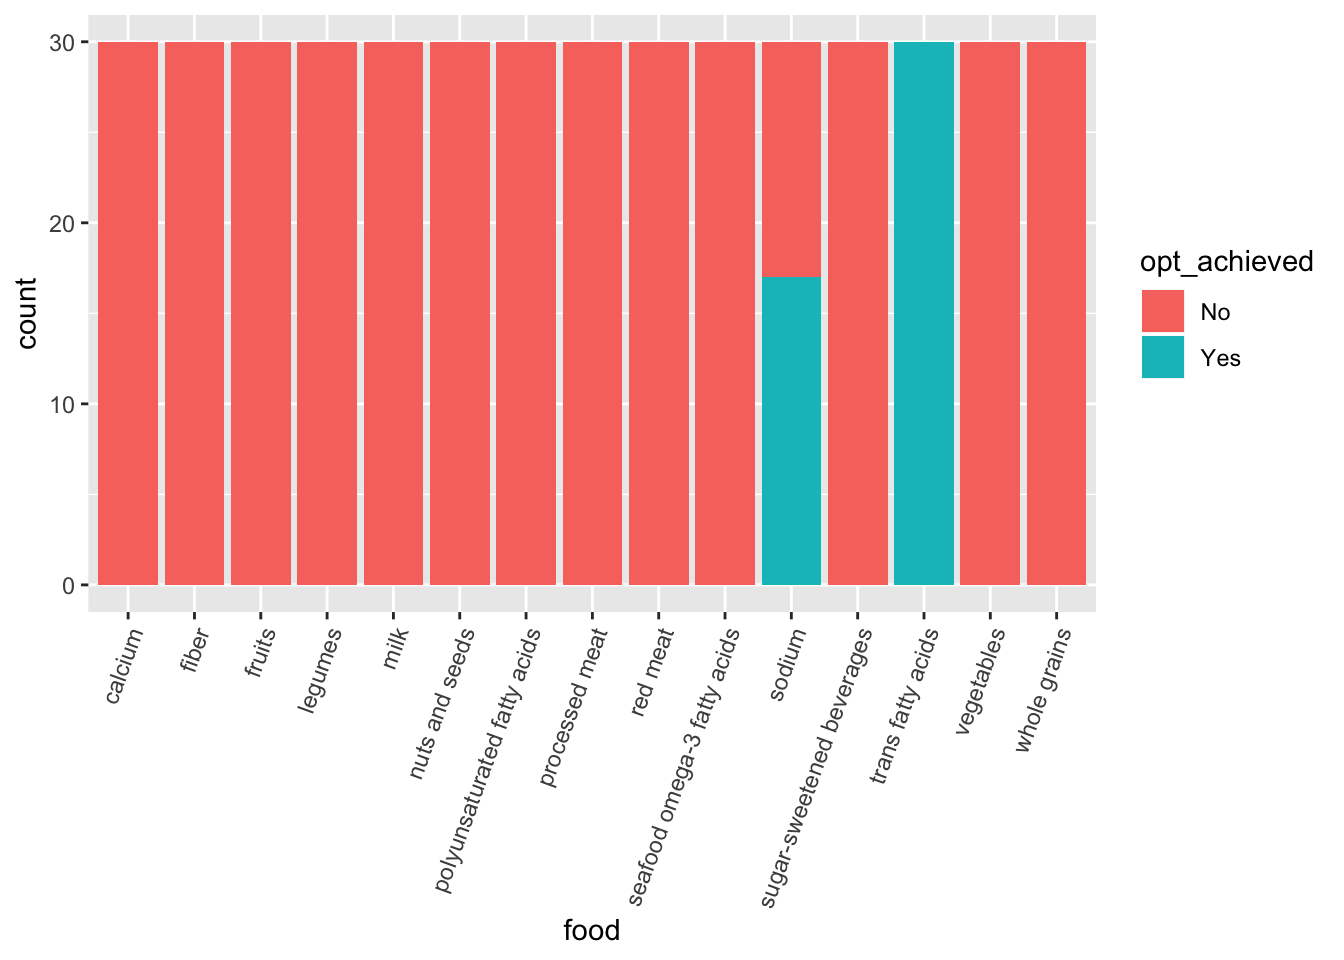 30
20
10
0
count
calcium
fiber
fruits
legumes
milk
nuts and seeds
polyunsaturated fatty acids
processed meat
red meat
seafood omega-3 fatty acids
sodium
sugar-sweetened beverages
trans fatty acids
vegetables
whole grains
food
opt_achieved
No
Yes